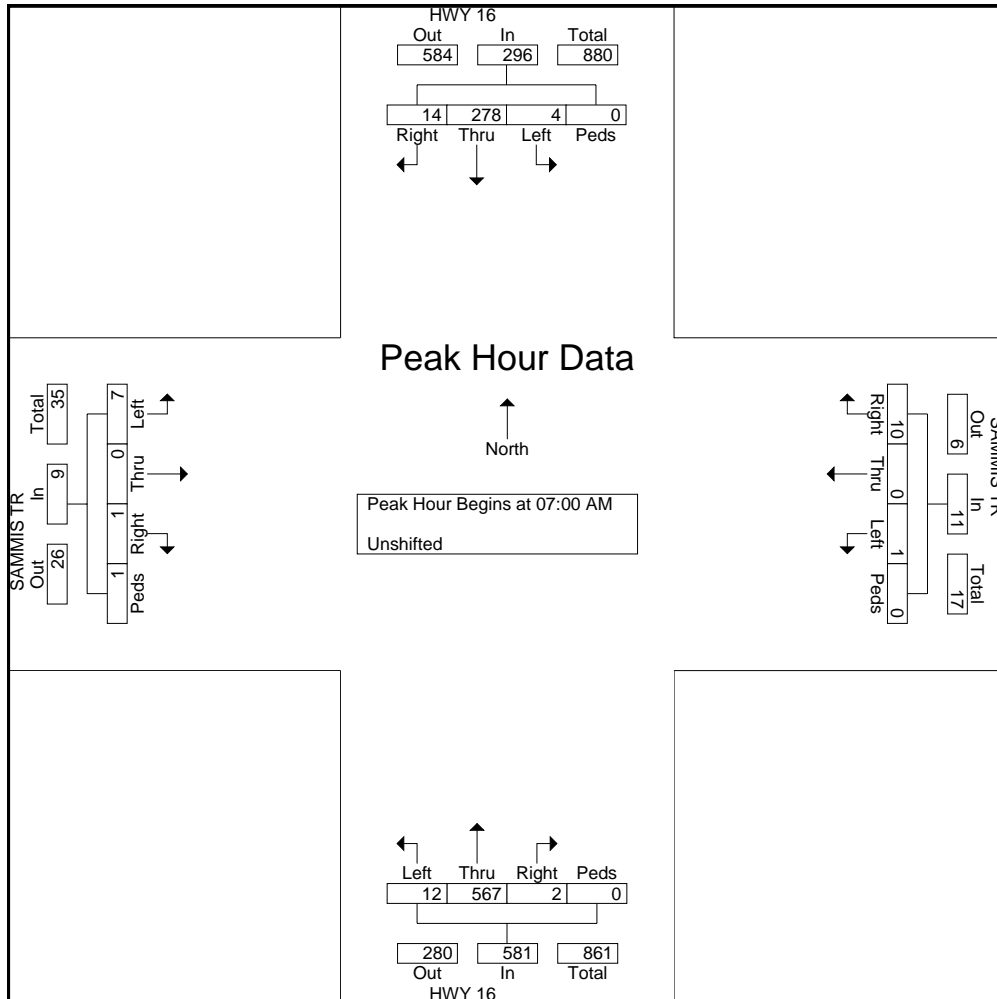 HWY 16
Out In Total
584 296 880
14 278 4 0
Right Thru Left Peds
Peak Hour Data
North
Peak Hour Begins at 07:00 AM
Unshifted
SAMMIS TR
Out In Total
26 9 35
Peds Right Thru Left
1 1 0 7
SAMMIS TR
Out In Total
6 11 17
Right Thru Left Peds
10 0 1 0
Left Thru Right Peds
12 567 2 0
280 581 861
Out In Total
HWY 16